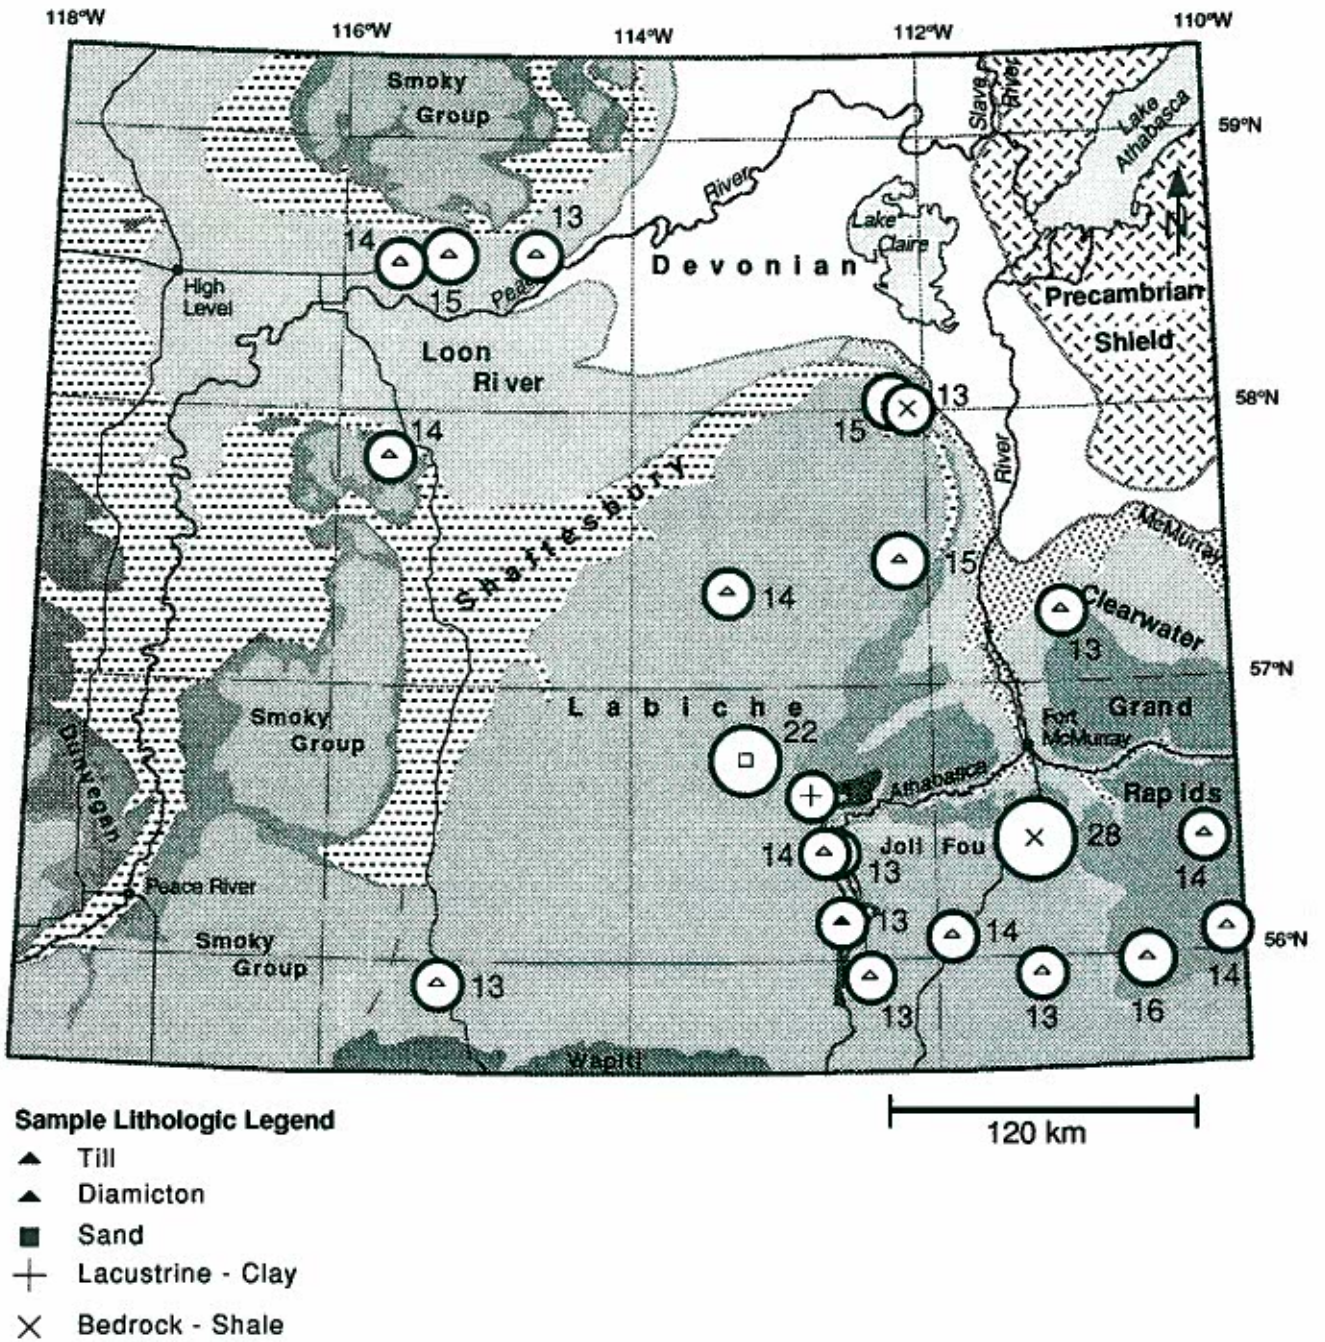 118°W
116°W
114°W
112°W
110°W
Smoky
Group
Slave
River
Lake
Athabasca
59°N
River
13
14
15
Peace
Lake
Claire
N
High
Level
Devonian
Precambrian
Shield
Loon
River
13
15
58°N
14
River
McMurray
Shaftesbury
15
14
Clearwater
13
57°N
Labiche
Grand
Smoky
Group
Fort
McMurray
22
Dunvegan
13
Athabasca
Rapids
14
13
Joli Fou
28
14
Peace River
13
14
Smoky
Group
56°N
14
13
13
13
16
Wapiti
120 km
Sample Lithologic Legend
Till
Diamicton
Sand
Lacustrine - Clay
Bedrock - Shale